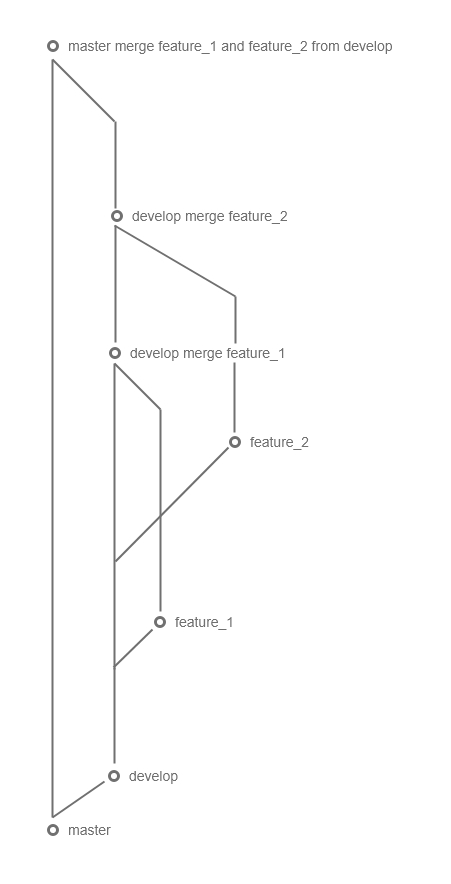 master merge feature_1 and feature_2 from develop
develop merge feature_2
develop merge feature_1
feature_2
feature_1
develop
master